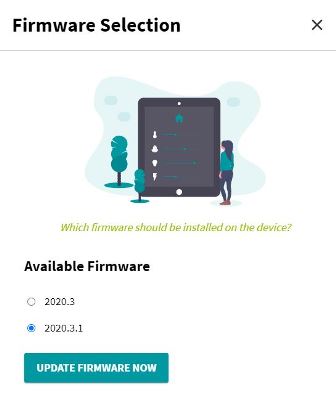 Firmware Selection
Which firmware should be installed on the device?
Available Firmware
2020.3
2020.3.1
UPDATE FIRMWARE NOW